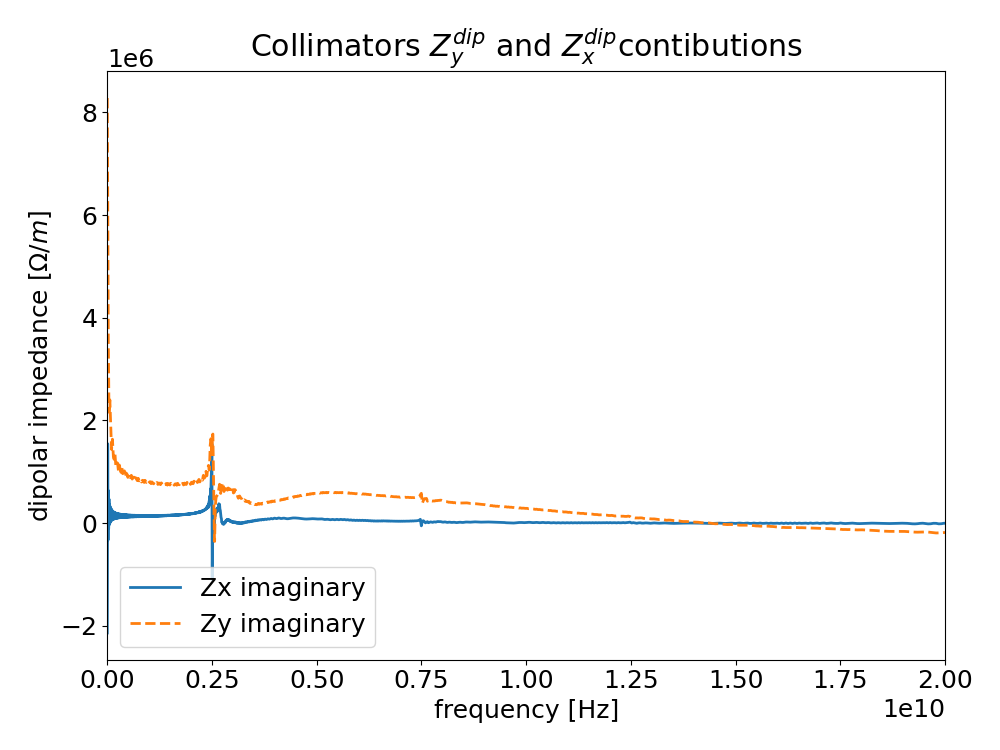 Collimators $Z_y^{dip}$ and $Z_x^{dip}$contibutions
1e6
8
6
4
2
0
−2
dipolar impedance [Ω/m]
Zx imaginary
Zy imaginary
0.00 0.25 0.50 0.75 1.00 1.25 1.50 1.75 2.00
frequency [Hz]
1e10